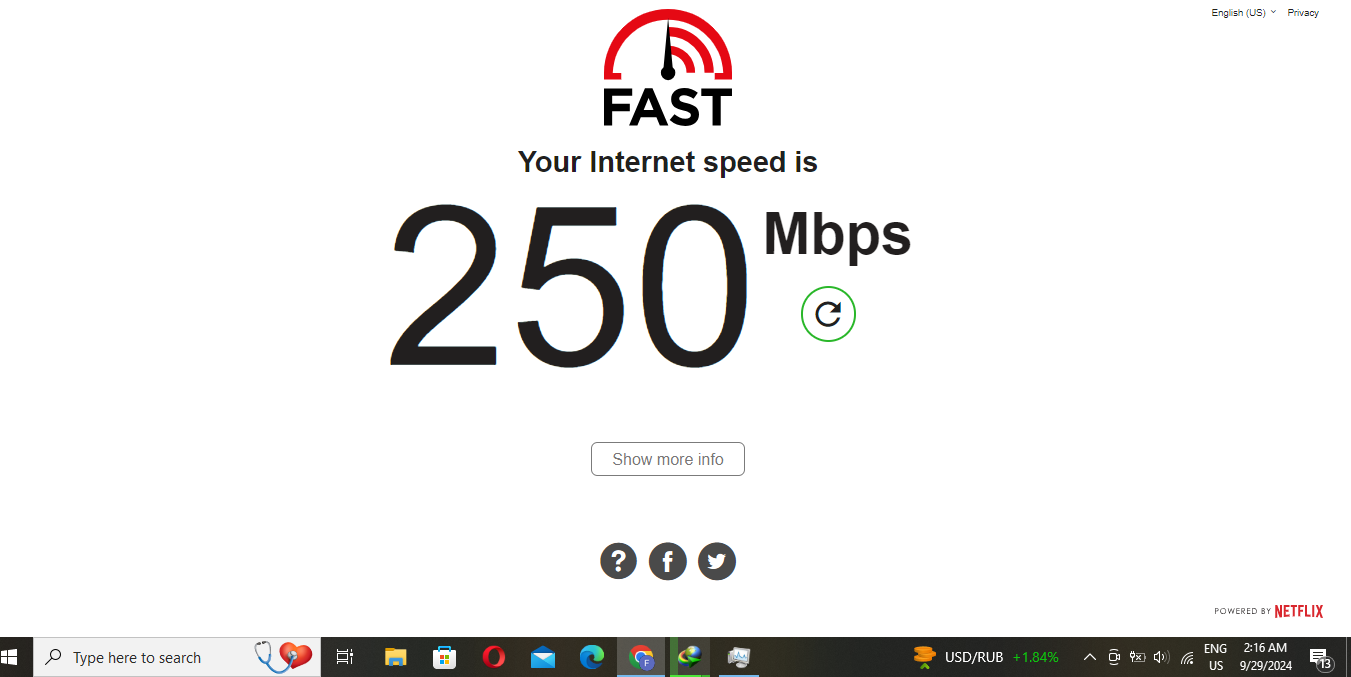 English (US) Privacy
FAST
Your Internet speed is
250 Mbps
Show more info
?
f
POWERED BY NETFLIX
Type here to search
F
USD/RUB +1.84%
ENG
US
2:16 AM
9/29/2024
13